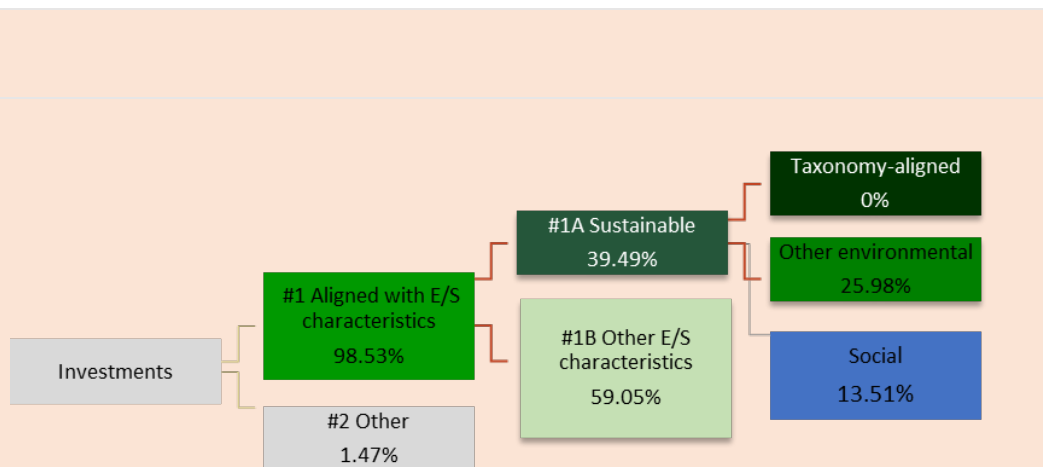 Investments
#1 Aligned with E/S
characteristics
98.53%
#2 Other
1.47%
#1A Sustainable
39.49%
#1B Other E/S
characteristics
59.05%
Taxonomy-aligned
0%
Other environmental
25.98%
Social
13.51%